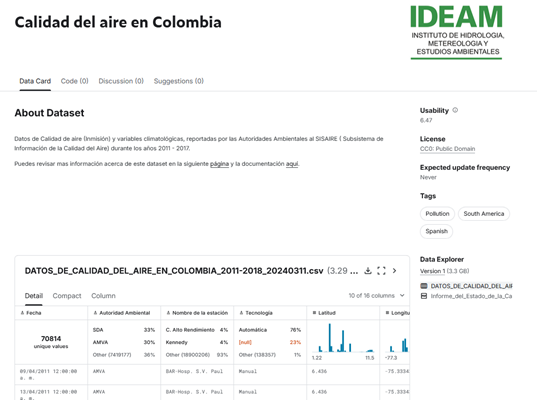 Calidad del aire en Colombia
IDEAM
INSTITUTO DE HIDROLOGIA,
METEREOLOGIA Y
ESTUDIOS AMBIENTALES
Data Card Code (0) Discussion (0) Suggestions (0)
About Dataset
Datos de Calidad de aire (Inmisión) y variables climatológicas, reportadas por las Autoridades Ambientales al SISAIRE ( Subsistema de
Información de la Calidad del Aire) durante los años 2011 - 2017.
Puedes revisar mas información acerca de este dataset en la siguiente página y la documentación aquí.
Usability
6.47
License
CC0: Public Domain
Expected update frequency
Never
Tags
Pollution South America
Spanish
DATOS_DE_CALIDAD_DEL_AIRE_EN_COLOMBIA_2011-2018_20240311.csv (3.29 ...
Detail Compact Column 10 of 16 columns
Fecha Autoridad Ambiental Nombre de la estación Tecnología Latitud Longitu
70814
unique values
SDA 33%
AMVA 30%
Other (7419177) 36%
C. Alto Rendimiento 4%
Kennedy 4%
Other (18900206) 93%
Automática 76%
[null] 23%
Other (138357) 1%
1.22 11.5
-77.3
09/04/2011 12:00:00 a. m. AMVA BAR-Hosp. S.V. Paul Manual 6.436 -75.3334
13/04/2011 12:00:00 a. m. AMVA BAR-Hosp. S.V. Paul Manual 6.436 -75.3334
Data Explorer
Version 1 (3.3 GB)
DATOS_DE_CALIDAD_DEL_AIR
Informe_del_Estado_de_la_Ca